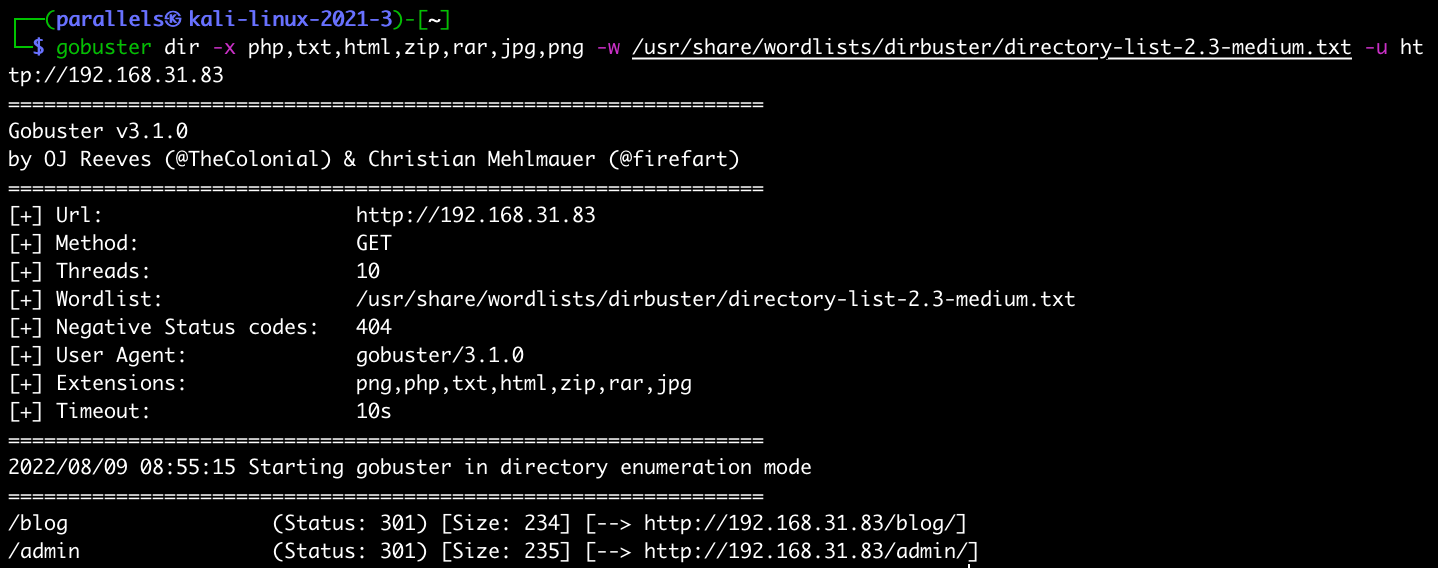 ┌──(parallels㉿kali-linux-2021-3)-[~]
└─$ gobuster dir -x php,txt,html,zip,rar,jpg,png -w /usr/share/wordlists/dirbuster/directory-list-2.3-medium.txt -u ht
tp://192.168.31.83
===============================================================
Gobuster v3.1.0
by OJ Reeves (@TheColonial) & Christian Mehlmauer (@firefart)
===============================================================
[+] Url:                     http://192.168.31.83
[+] Method:                  GET
[+] Threads:                 10
[+] Wordlist:                /usr/share/wordlists/dirbuster/directory-list-2.3-medium.txt
[+] Negative Status codes:   404
[+] User Agent:              gobuster/3.1.0
[+] Extensions:              png,php,txt,html,zip,rar,jpg
[+] Timeout:                 10s
===============================================================
2022/08/09 08:55:15 Starting gobuster in directory enumeration mode
===============================================================
/blog                 (Status: 301) [Size: 234] [--> http://192.168.31.83/blog/]
/admin                (Status: 301) [Size: 235] [--> http://192.168.31.83/admin/]